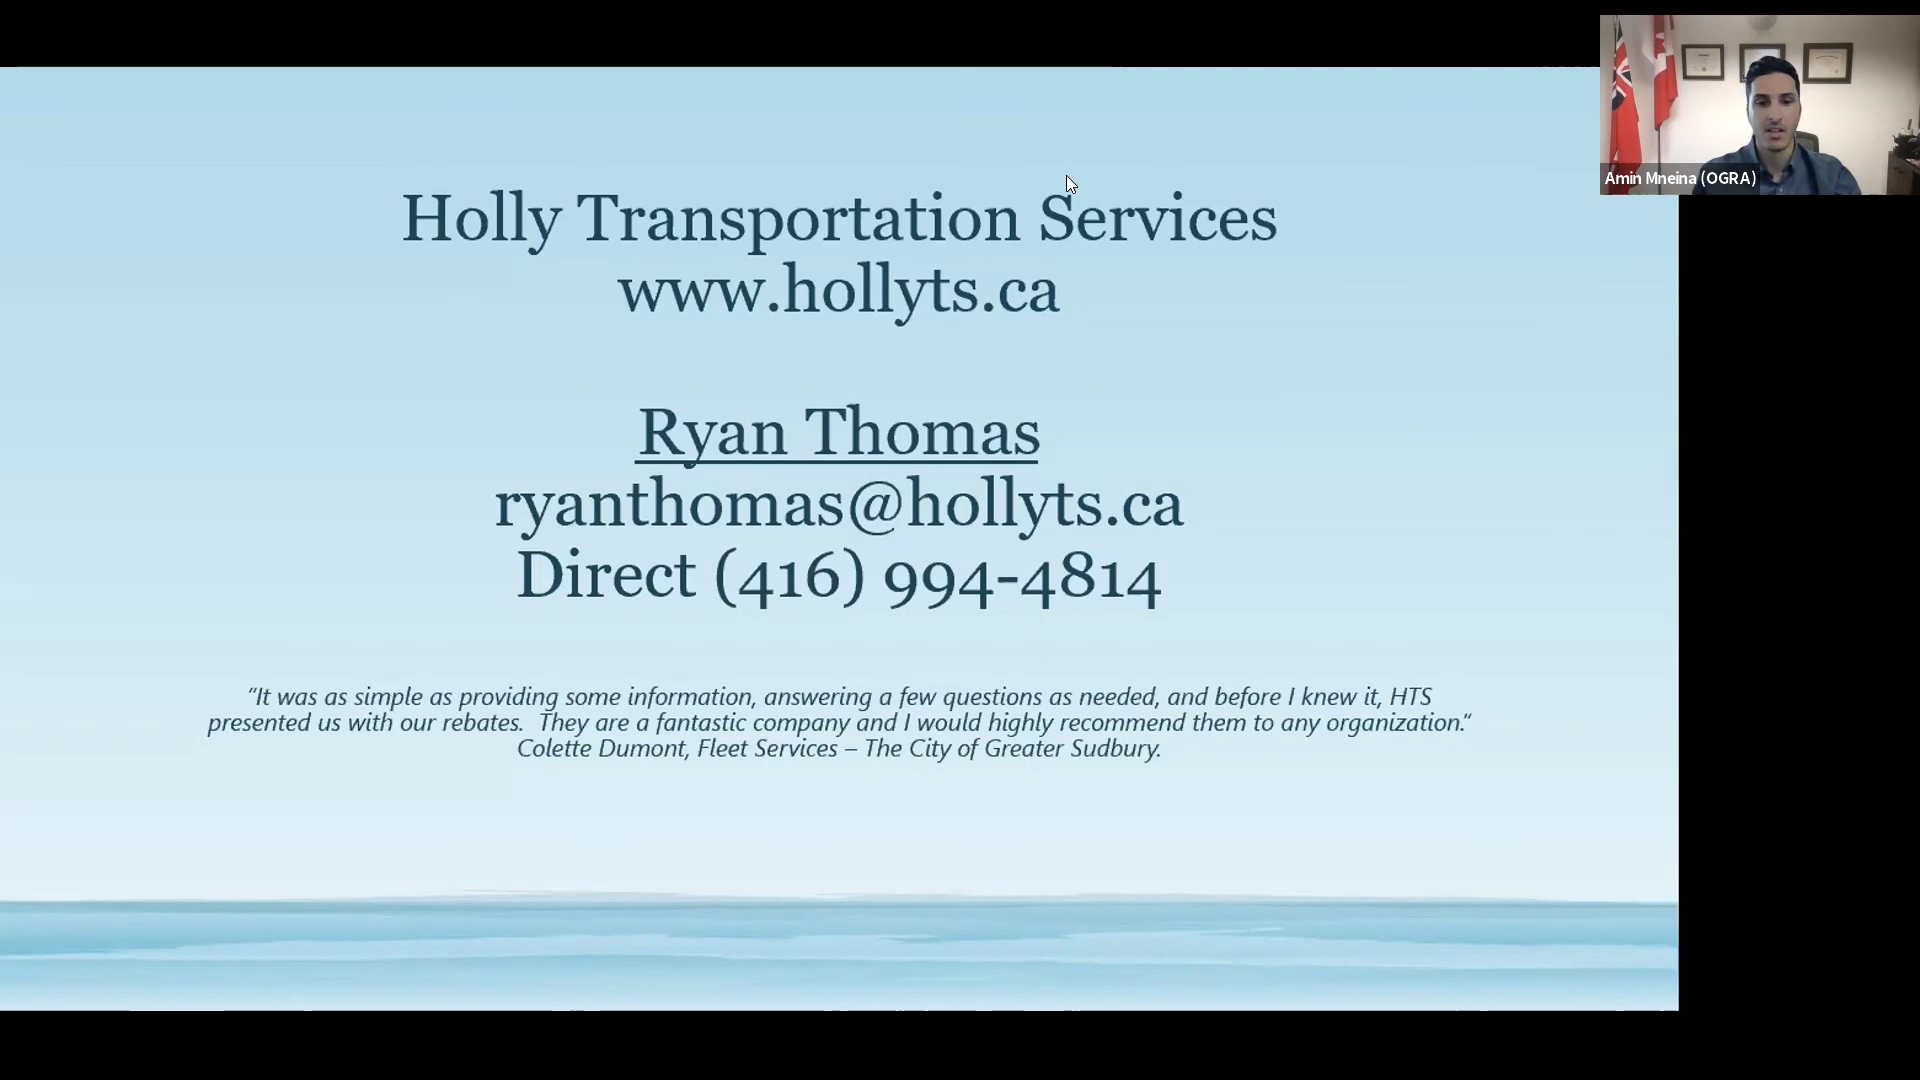 Holly Transportation Services
www.hollyts.ca
Ryan Thomas
ryanthomas@hollyts.ca
Direct (416) 994-4814
“It was as simple as providing some information, answering a few questions as needed, and before I knew it, HTS
presented us with our rebates.  They are a fantastic company and I would highly recommend them to any organization.“
Colette Dumont, Fleet Services – The City of Greater Sudbury.
Amin Mneina (OGRA)